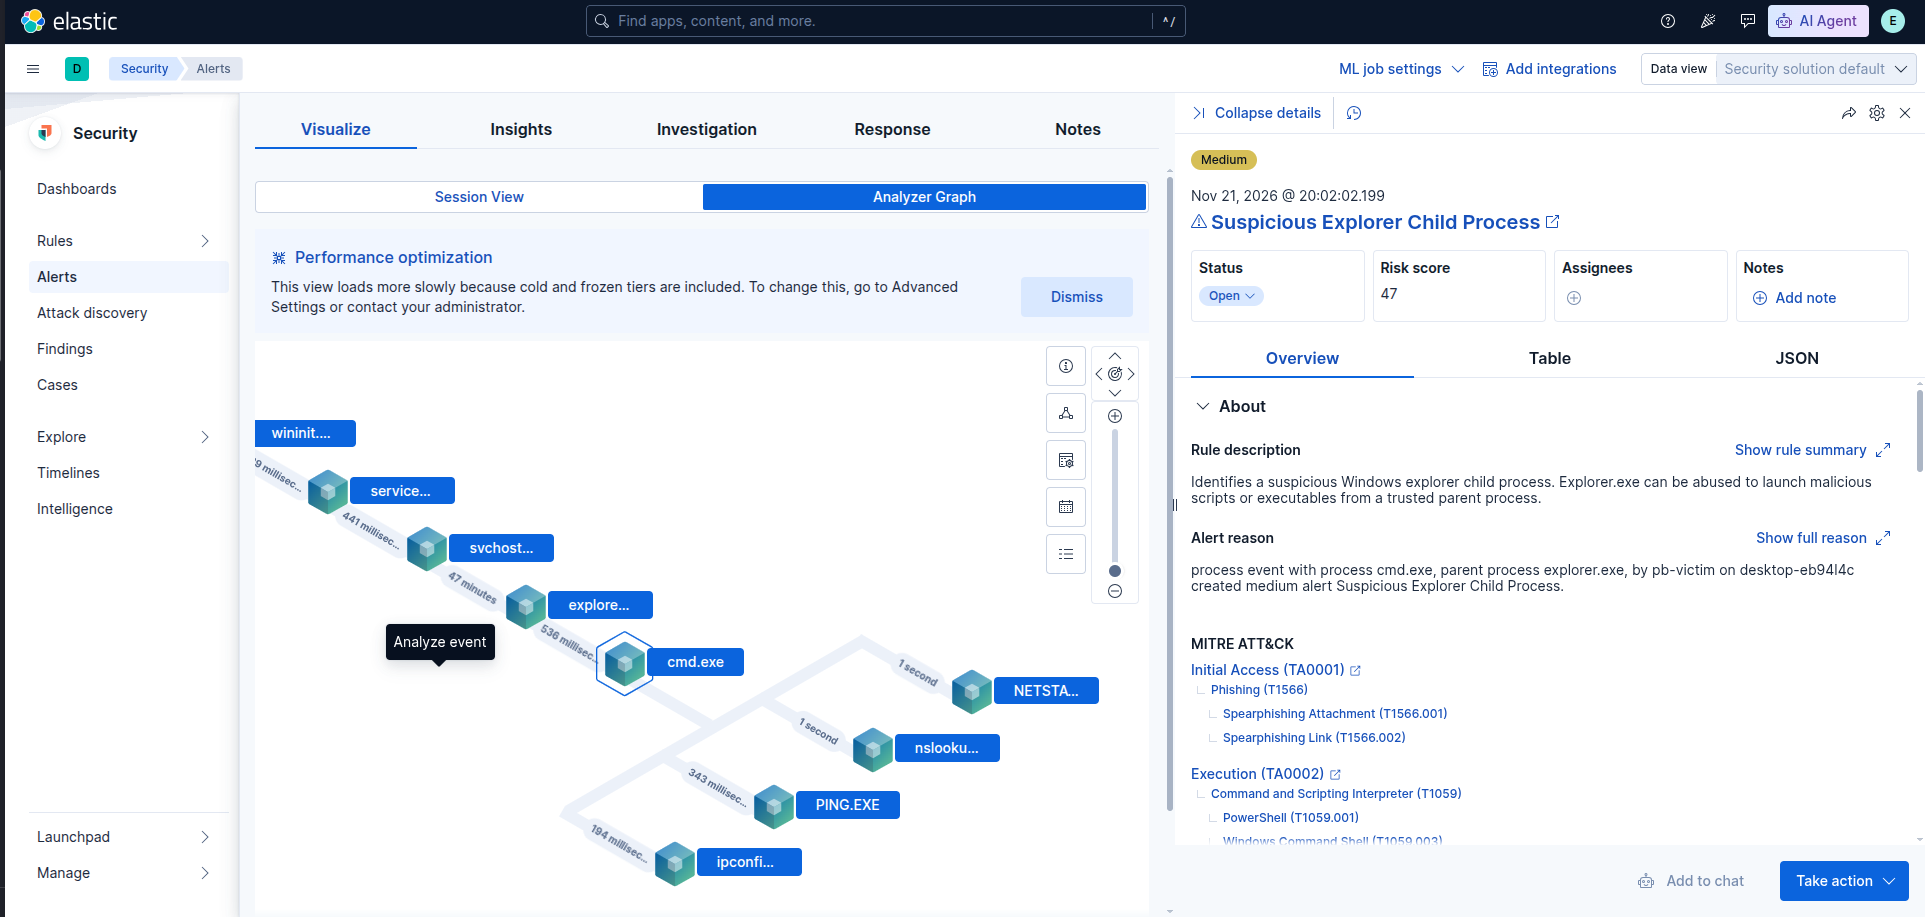 elastic
Find apps, content, and more.
^ /
AI Agent
E
D
Security
Alerts
ML job settings
Add integrations
Data view
Security solution default
Security
Dashboards
Rules
Alerts
Attack discovery
Findings
Cases
Explore
Timelines
Intelligence
Launchpad
Manage
Visualize
Insights
Investigation
Response
Notes
Session View
Analyzer Graph
Performance optimization
This view loads more slowly because cold and frozen tiers are included. To change this, go to Advanced
Settings or contact your administrator.
Dismiss
wininit....
9 millisec...
service...
441 millisec...
svchost...
47 minutes
explore...
536 millisec...
Analyze event
cmd.exe
1 second
NETSTA...
1 second
nslooku...
343 millisec...
PING.EXE
194 millisec...
ipconfi...
Collapse details
Medium
Nov 21, 2026 @ 20:02:02.199
Suspicious Explorer Child Process
Status
Open
Risk score
47
Assignees
Notes
Add note
Overview
Table
JSON
About
Rule description
Show rule summary
Identifies a suspicious Windows explorer child process. Explorer.exe can be abused to launch malicious
scripts or executables from a trusted parent process.
Alert reason
Show full reason
process event with process cmd.exe, parent process explorer.exe, by pb-victim on desktop-eb94l4c
created medium alert Suspicious Explorer Child Process.
MITRE ATT&CK
Initial Access (TA0001)
Phishing (T1566)
Spearphishing Attachment (T1566.001)
Spearphishing Link (T1566.002)
Execution (TA0002)
Command and Scripting Interpreter (T1059)
PowerShell (T1059.001)
Windows Command Shell (T1059.003)
Add to chat
Take action